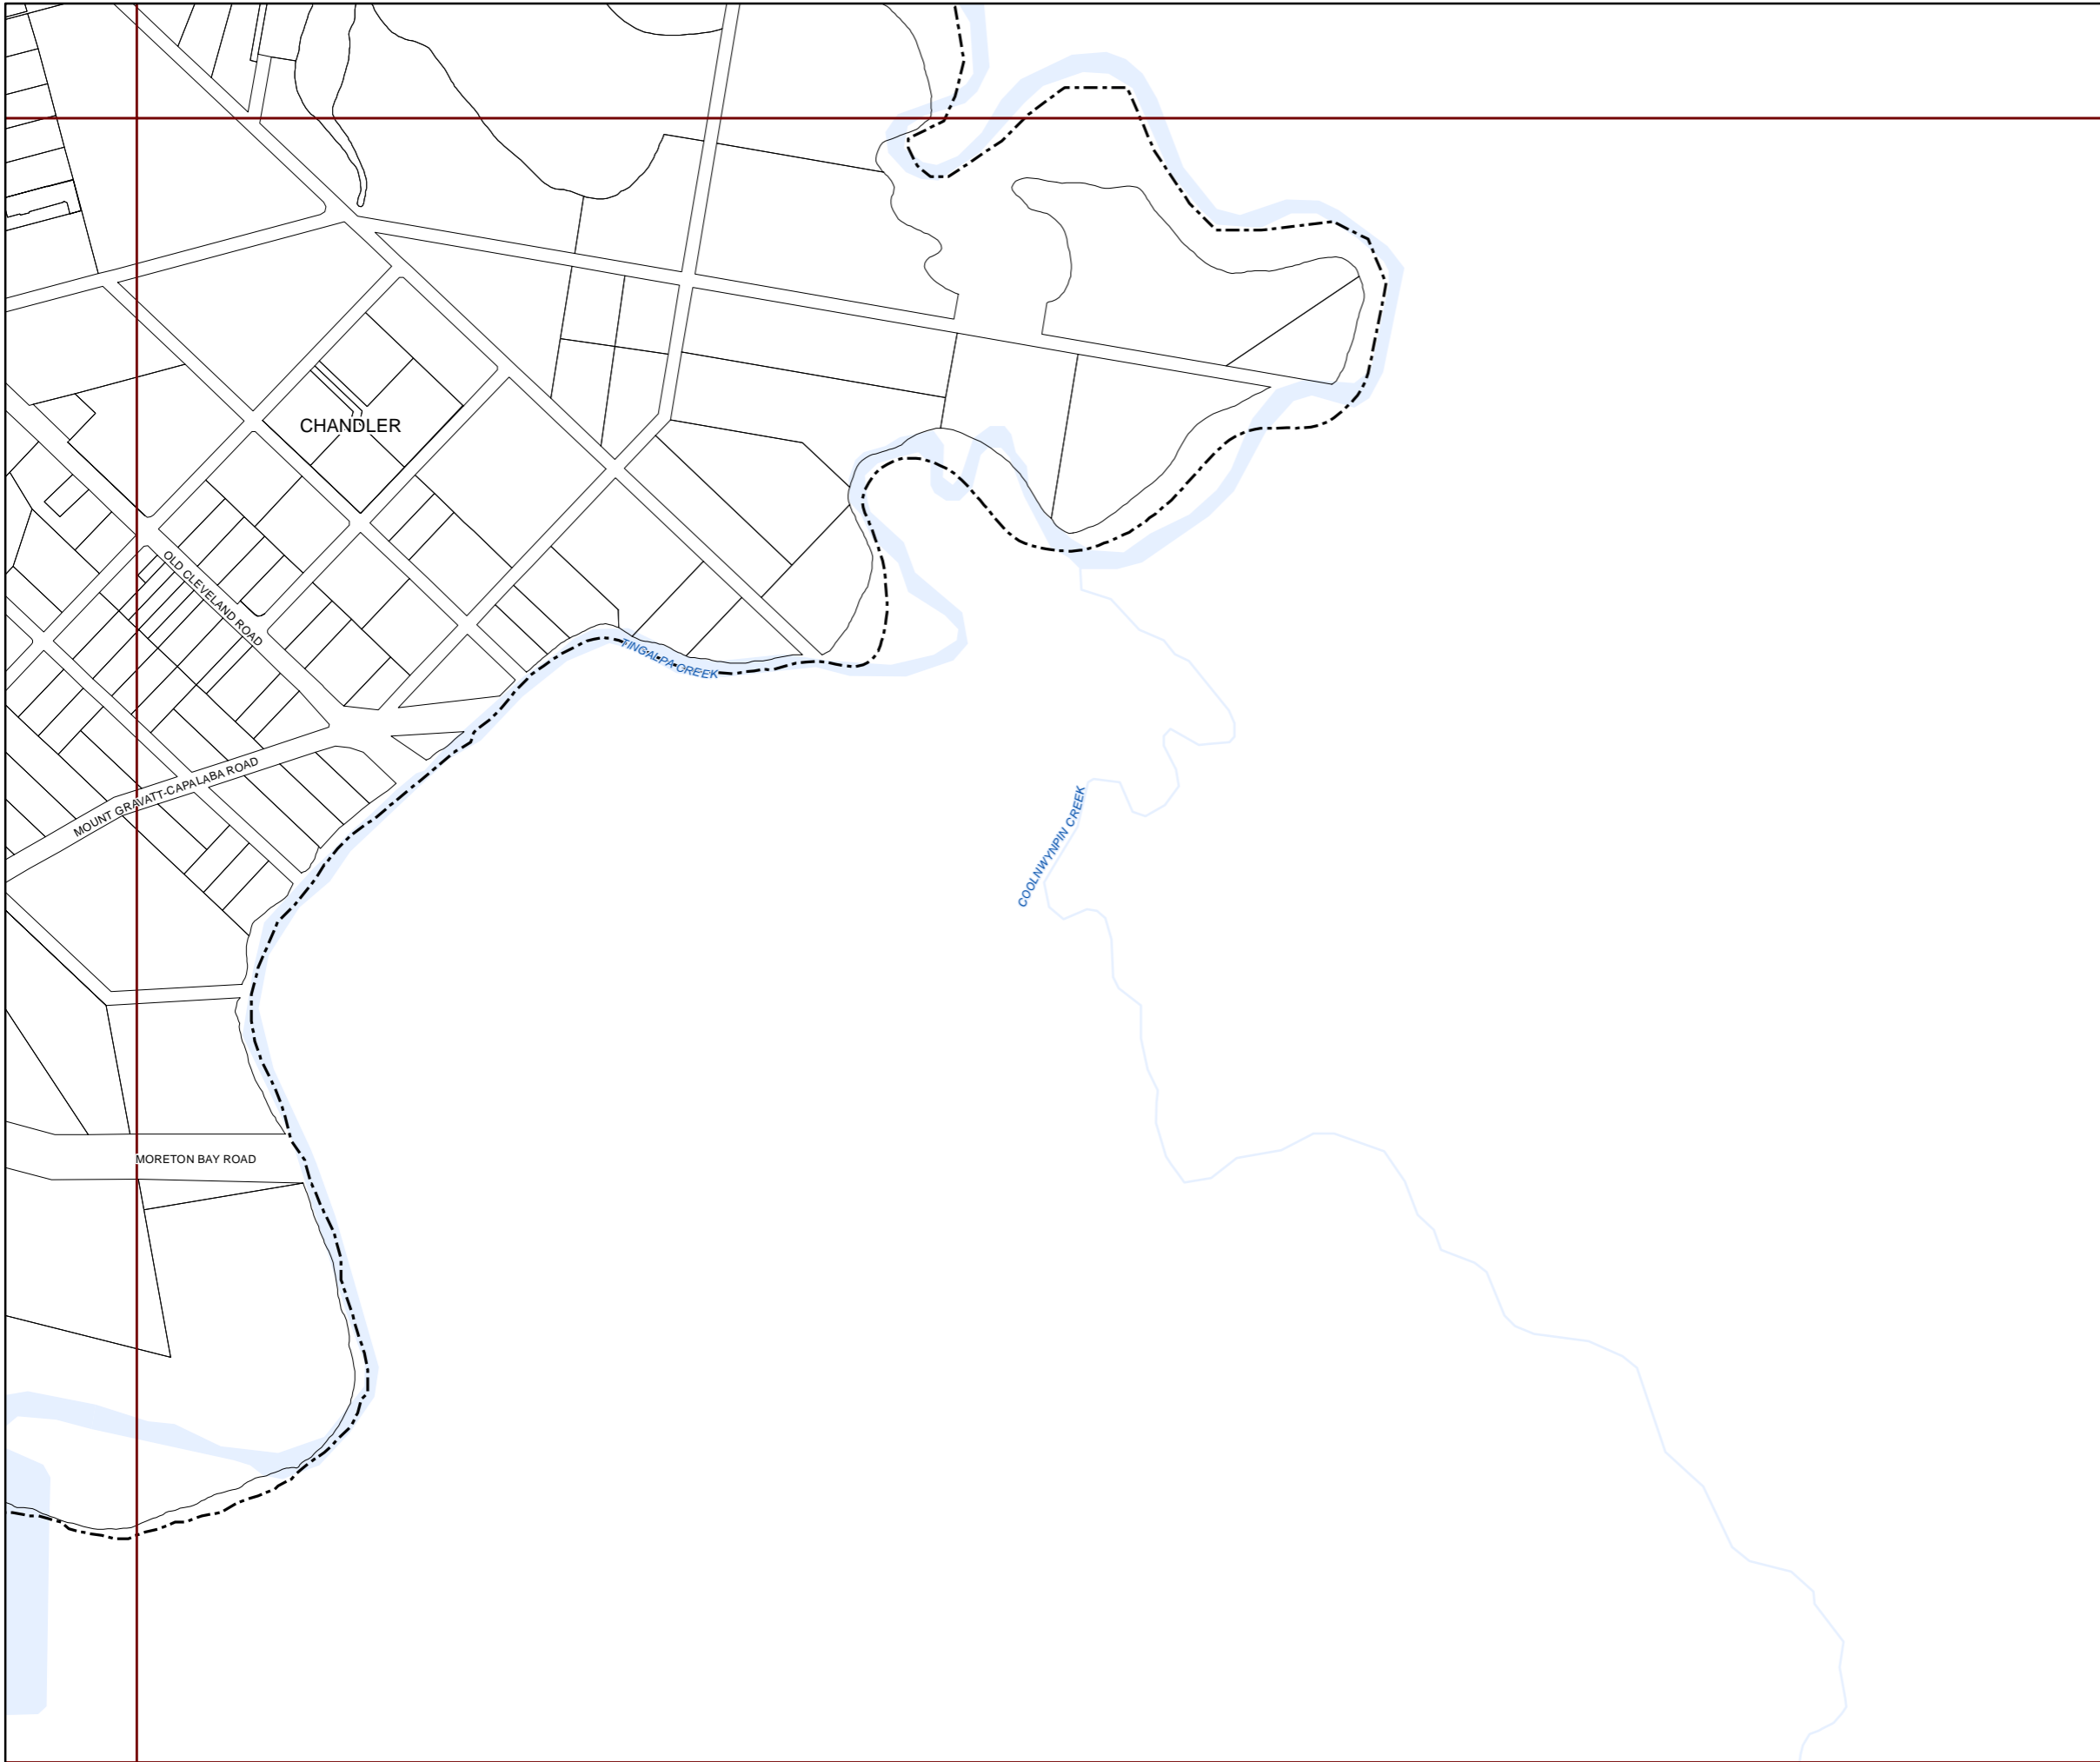 CHANDLER
OLD CLEVELAND ROAD
TINGALPA CREEK
MOUNT GRAVATT-CAPALABA ROAD
COOLNWYNPIN CREEK
MORETON BAY ROAD